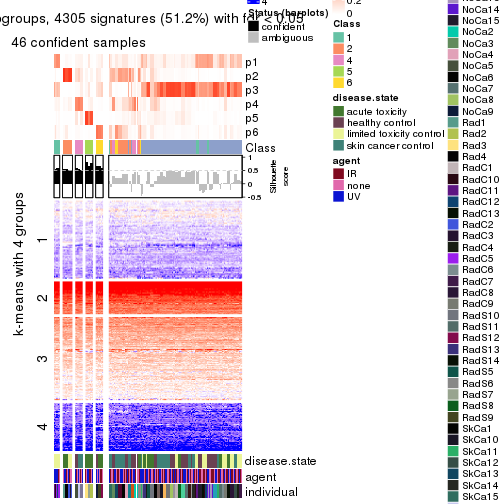 groups, 4305 signatures (51.2%) with fdr < 0.05
46 confident samples
p1
p2
p3
p4
p5
p6
Class
1
0.5
0
-0.5
Silhouette
score
k-means with 4 groups
1
2
3
4
disease.state
agent
individual
4
Status (barplots)
confident
ambiguous
0.2
0
Class
1
2
4
5
6
disease.state
acute toxicity
healthy control
limited toxicity control
skin cancer control
agent
IR
none
UV
NoCa14
NoCa15
NoCa2
NoCa3
NoCa4
NoCa5
NoCa6
NoCa7
NoCa8
NoCa9
Rad1
Rad2
Rad3
Rad4
RadC1
RadC10
RadC11
RadC12
RadC13
RadC2
RadC3
RadC4
RadC5
RadC6
RadC7
RadC8
RadC9
RadS10
RadS11
RadS12
RadS13
RadS14
RadS5
RadS6
RadS7
RadS8
RadS9
SkCa1
SkCa10
SkCa11
SkCa12
SkCa13
SkCa14
SkCa15